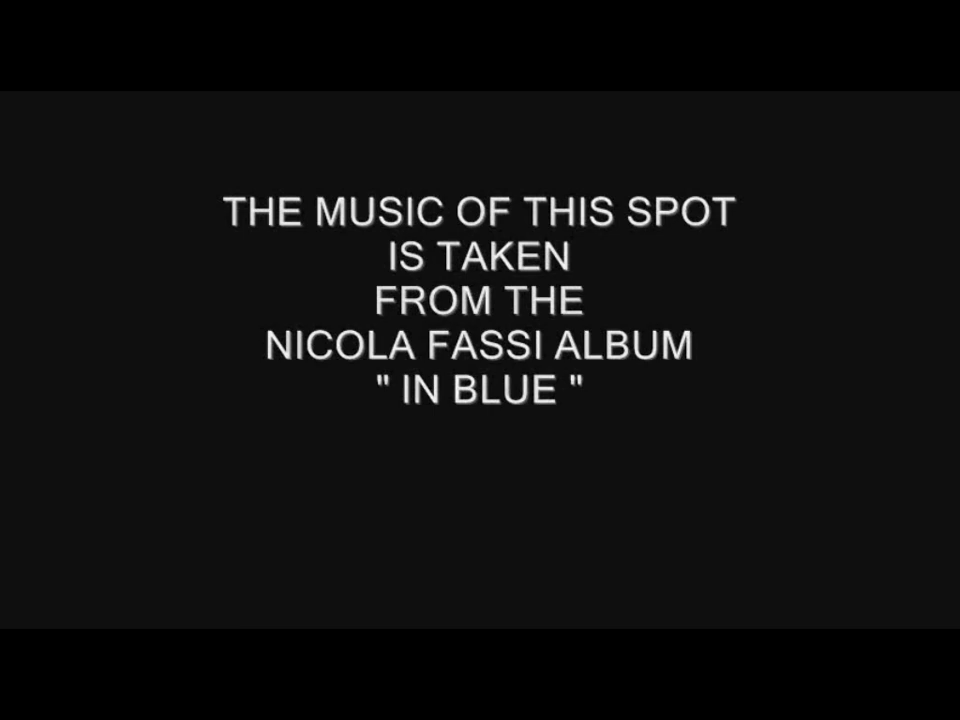 THE MUSIC OF THIS SPOT
IS TAKEN
FROM THE
NICOLA FASSI ALBUM
" IN BLUE "